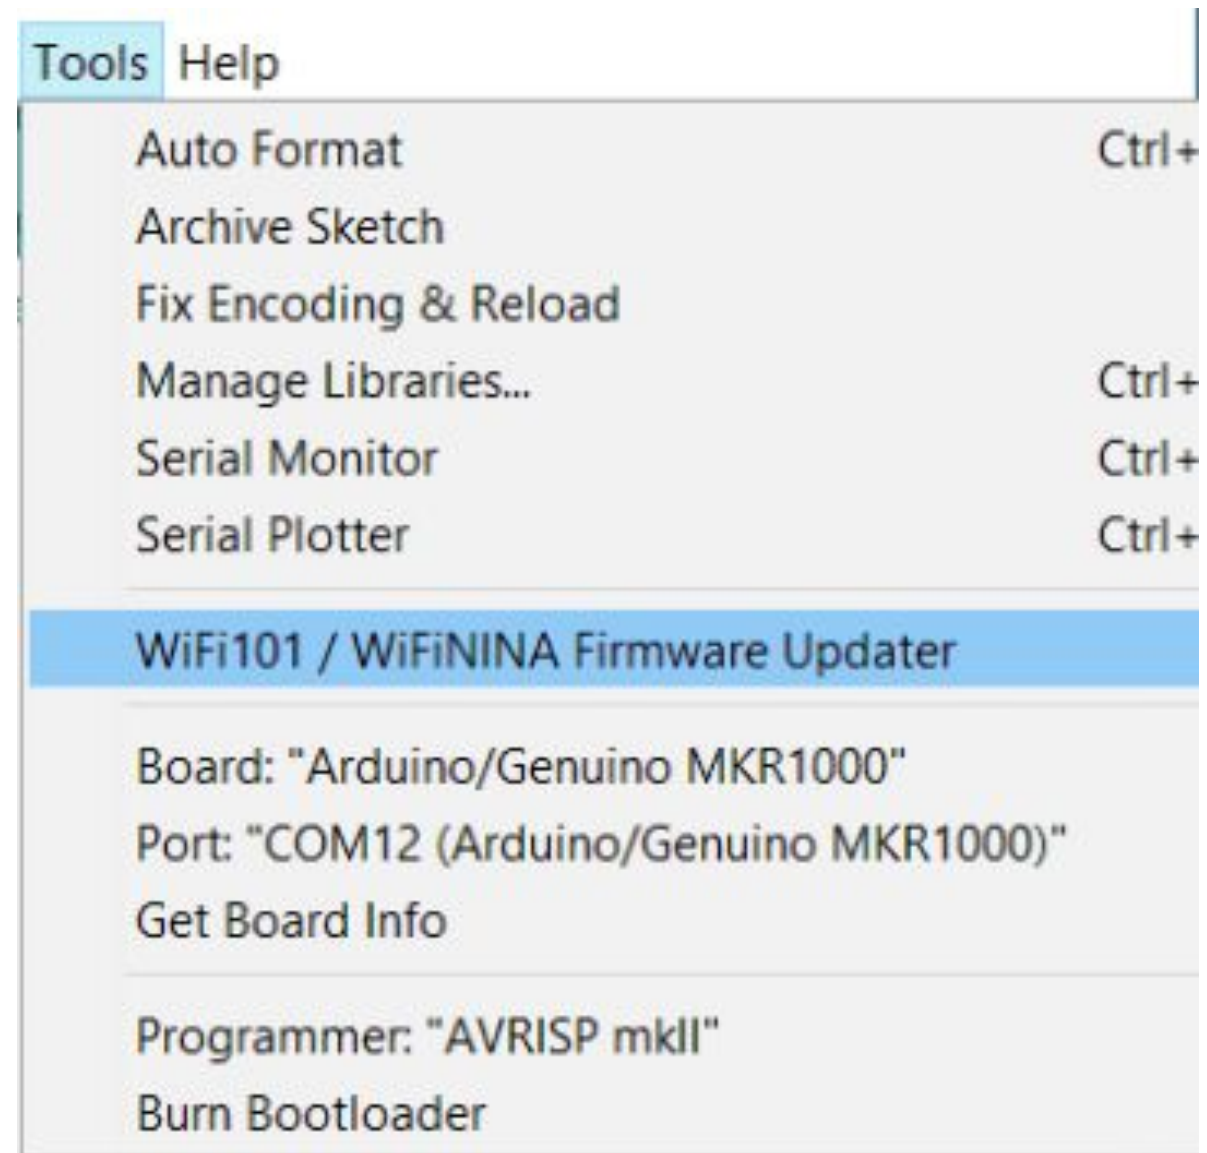 Tools Help
Auto Format Ctrl+
Archive Sketch
Fix Encoding & Reload
Manage Libraries... Ctrl+
Serial Monitor Ctrl+
Serial Plotter Ctrl+
WiFi101 / WiFiNINA Firmware Updater
Board: "Arduino/Genuino MKR1000"
Port: "COM12 (Arduino/Genuino MKR1000)"
Get Board Info
Programmer: "AVRISP mkII"
Burn Bootloader